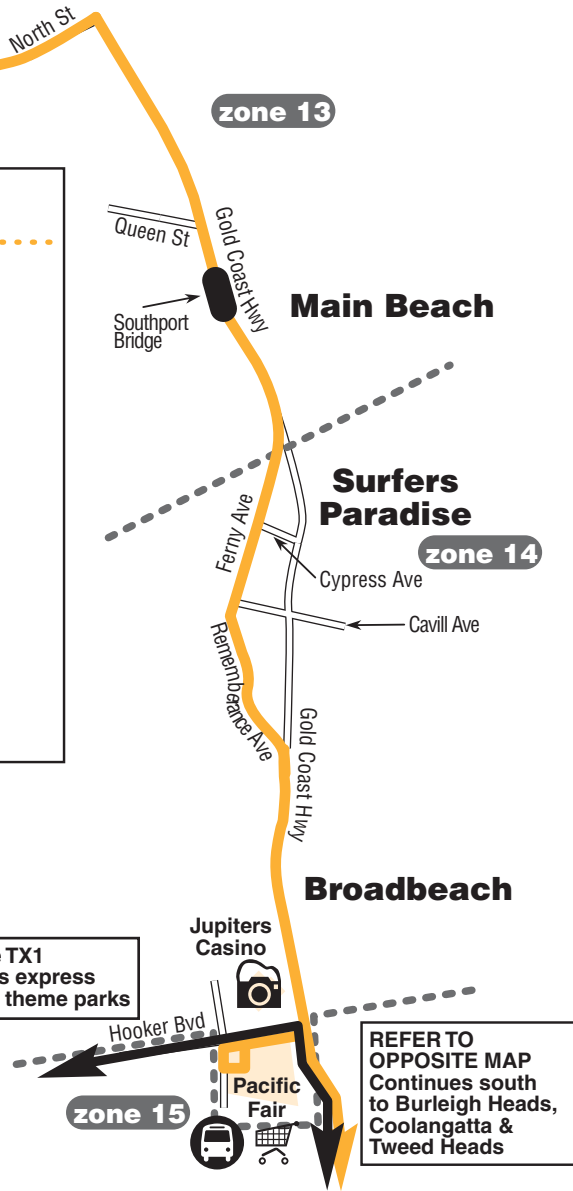 North St
zone 13
Queen St
Gold Coast Hwy
Southport
Bridge
Main Beach
Surfers
Paradise
zone 14
Ferny Ave
Cypress Ave
Cavill Ave
Rememberance Ave
Gold Coast Hwy
Broadbeach
Jupiters
Casino
TX1
s express
theme parks
Hooker Bvd
Pacific
Fair
zone 15
REFER TO
OPPOSITE MAP
Continues south
to Burleigh Heads,
Coolangatta &
Tweed Heads